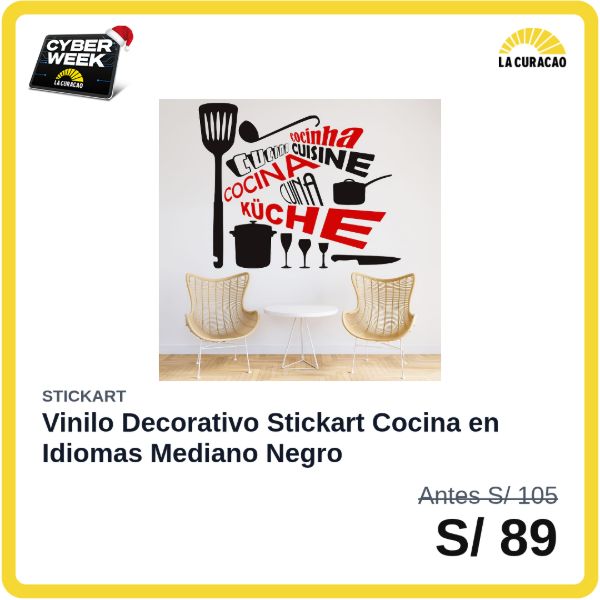 CYBER
WEEK
LA CURACAO
LA CURACAO
cocinha
CUISINE
COCINA
CUINA
KÜCHE
STICKART
Vinilo Decorativo Stickart Cocina en
Idiomas Mediano Negro
Antes S/ 105
S/ 89